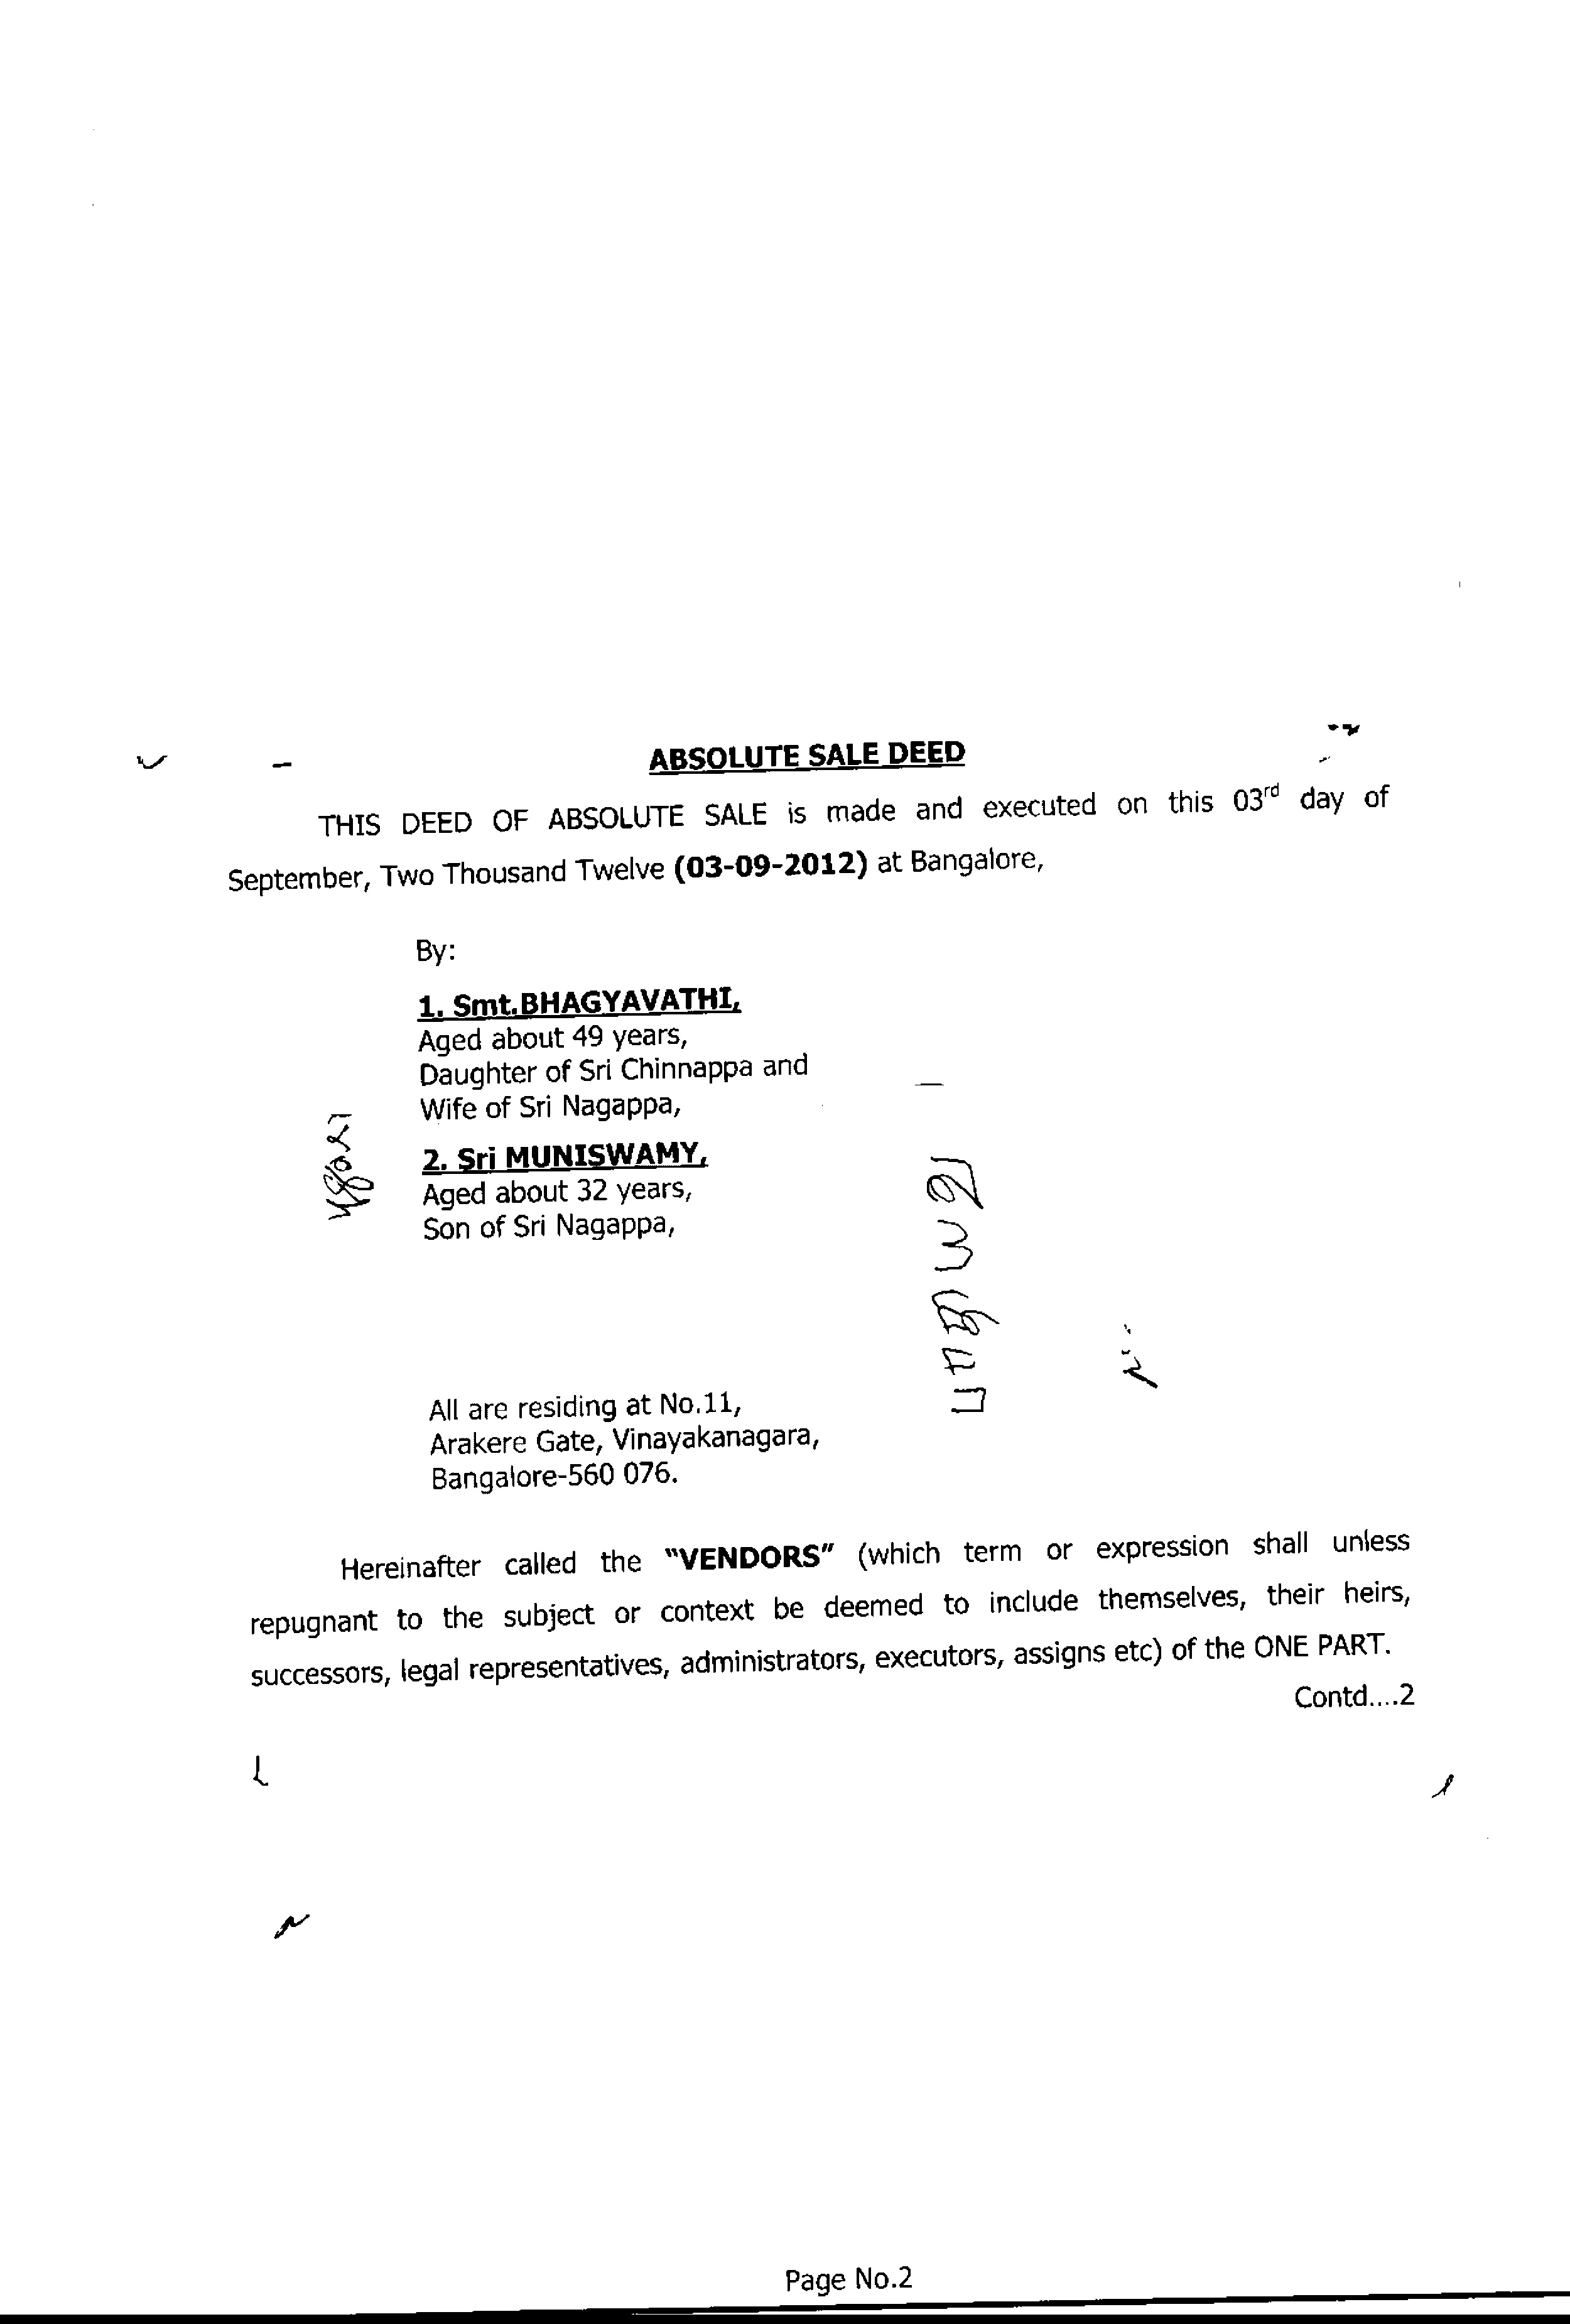 ABSOLUTE SALE DEED
THIS DEED OF ABSOLUTE SALE is made and executed on this 03rd day of
September, Two Thousand Twelve (03-09-2012) at Bangalore,
By:
1. Smt.BHAGYAVATHI,
Aged about 49 years,
Daughter of Sri Chinnappa and
Wife of Sri Nagappa,
2. Sri MUNISWAMY,
Aged about 32 years,
Son of Sri Nagappa,
All are residing at No.11,
Arakere Gate, Vinayakanagara,
Bangalore-560 076.
Hereinafter called the "VENDORS" (which term or expression shall unless
repugnant to the subject or context be deemed to include themselves, their heirs,
successors, legal representatives, administrators, executors, assigns etc) of the ONE PART.
Contd....2
Page No.2